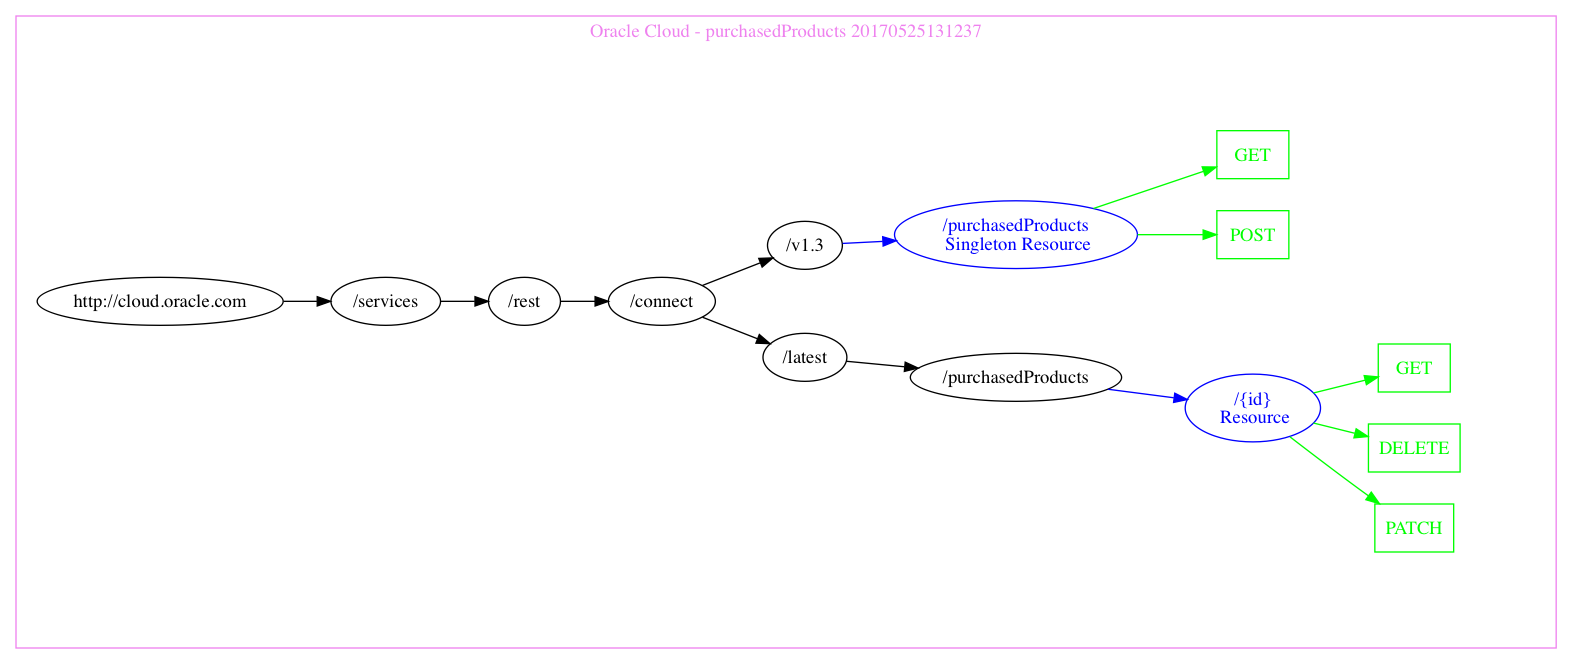 Oracle Cloud - purchasedProducts 20170525131237
http://cloud.oracle.com
/services
/rest
/connect
/v1.3
/purchasedProducts
Singleton Resource
GET
POST
/latest
/purchasedProducts
/{id}
Resource
GET
DELETE
PATCH